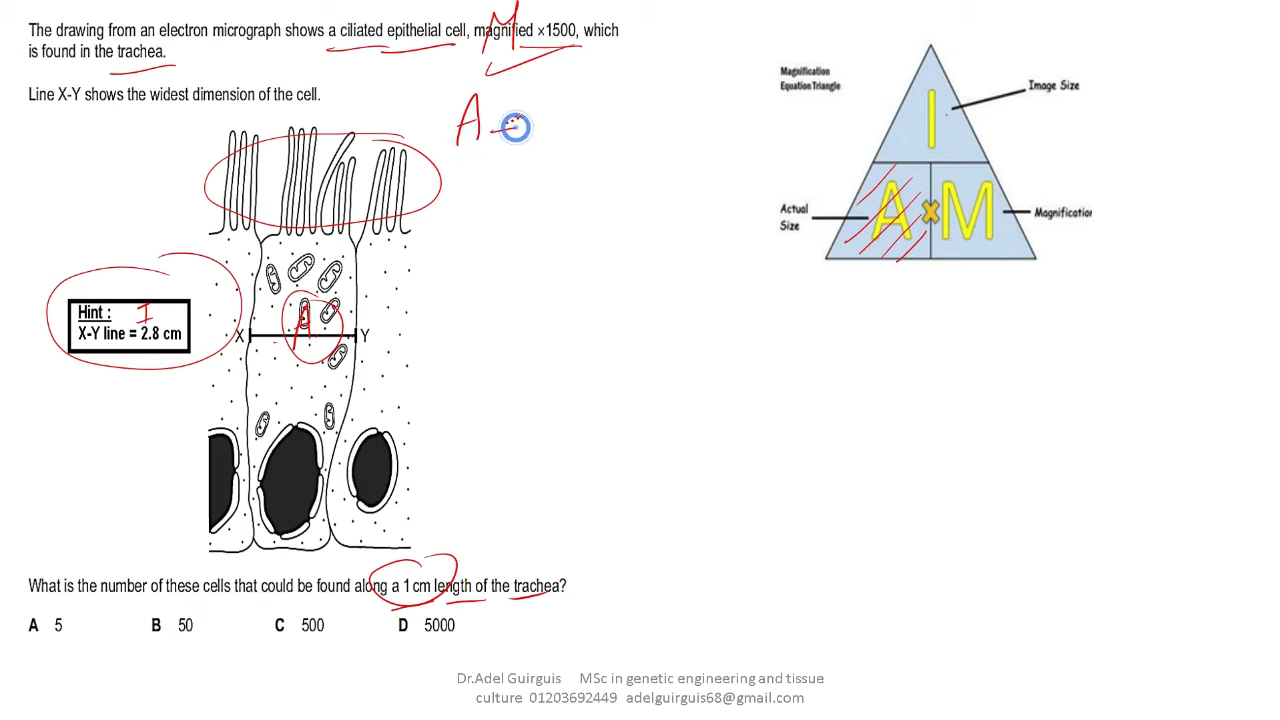 The drawing from an electron micrograph shows a ciliated epithelial cell, magnified ×1500, which
is found in the trachea.
M
Line X-Y shows the widest dimension of the cell.
A =
Hint :
I
X-Y line = 2.8 cm
A
X
Y
What is the number of these cells that could be found along a 1 cm length of the trachea?
A 5 B 50 C 500 D 5000
Magnification
Equation Triangle
I
Image Size
Actual
Size
A × M
Magnification
Dr.Adel Guirguis MSc in genetic engineering and tissue
culture 01203692449 adelguirguis68@gmail.com